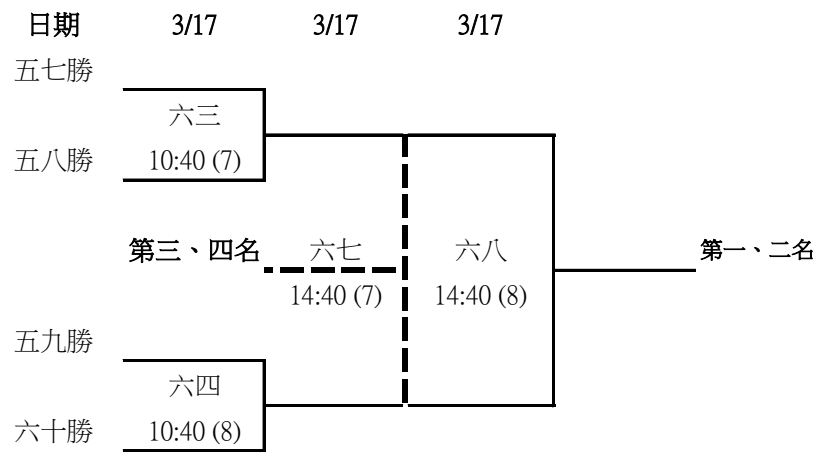 日期 3/17 3/17 3/17
五七勝
六三
五八勝 10:40 (7)
第三、四名 六七 六八 第一、二名
14:40 (7) 14:40 (8)
五九勝
六四
六十勝 10:40 (8)